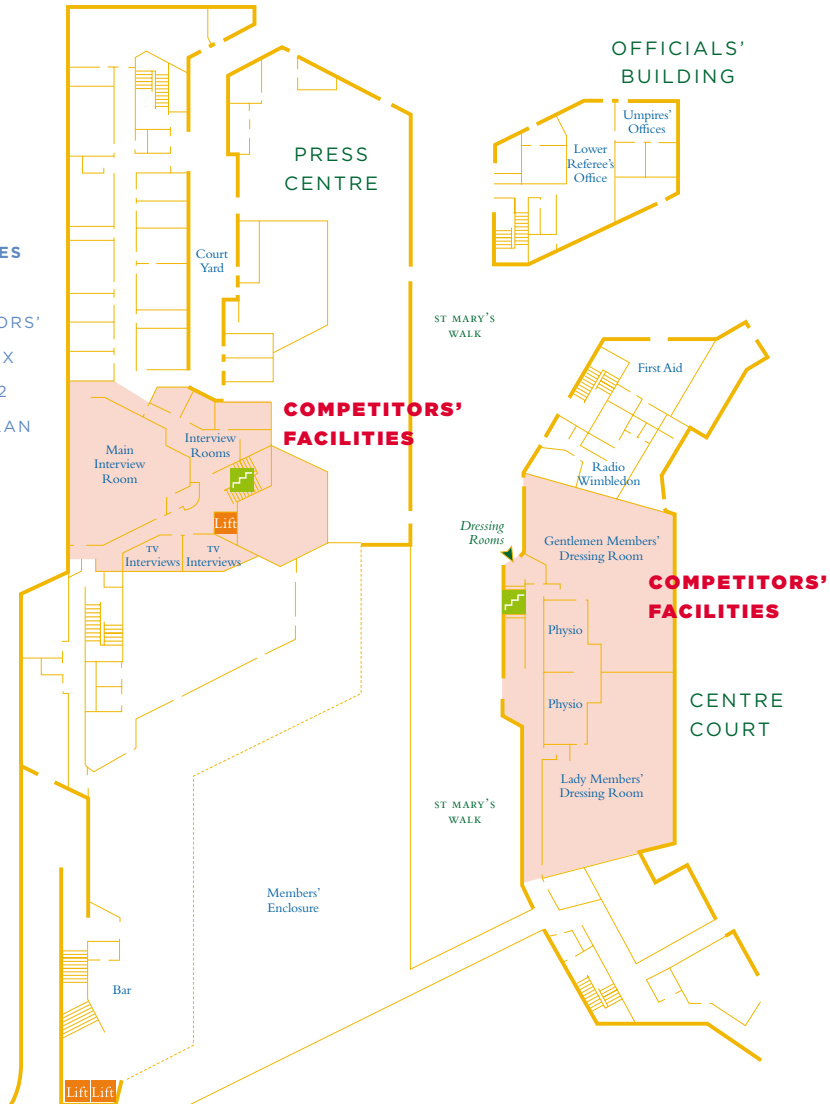 OFFICIALS'
BUILDING
Umpires'
Offices
Lower
Referee's
Office
PRESS
CENTRE
ES
Court
Yard
ORS'
X
2
AN
ST MARY'S
WALK
First Aid
COMPETITORS'
FACILITIES
Main
Interview
Room
Interview
Rooms
Radio
Wimbledon
Lift
Dressing
Rooms
TV
Interviews
TV
Interviews
Gentlemen Members'
Dressing Room
COMPETITORS'
FACILITIES
Physio
Physio
CENTRE
COURT
Lady Members'
Dressing Room
ST MARY'S
WALK
Members'
Enclosure
Bar
Lift
Lift